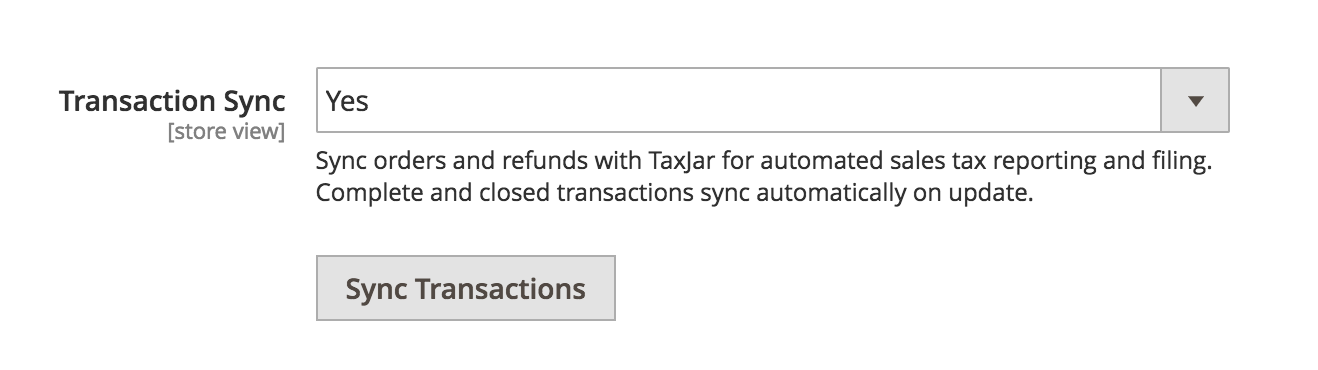 Transaction Sync
[store view]
Yes
Sync orders and refunds with TaxJar for automated sales tax reporting and filing.
Complete and closed transactions sync automatically on update.
Sync Transactions